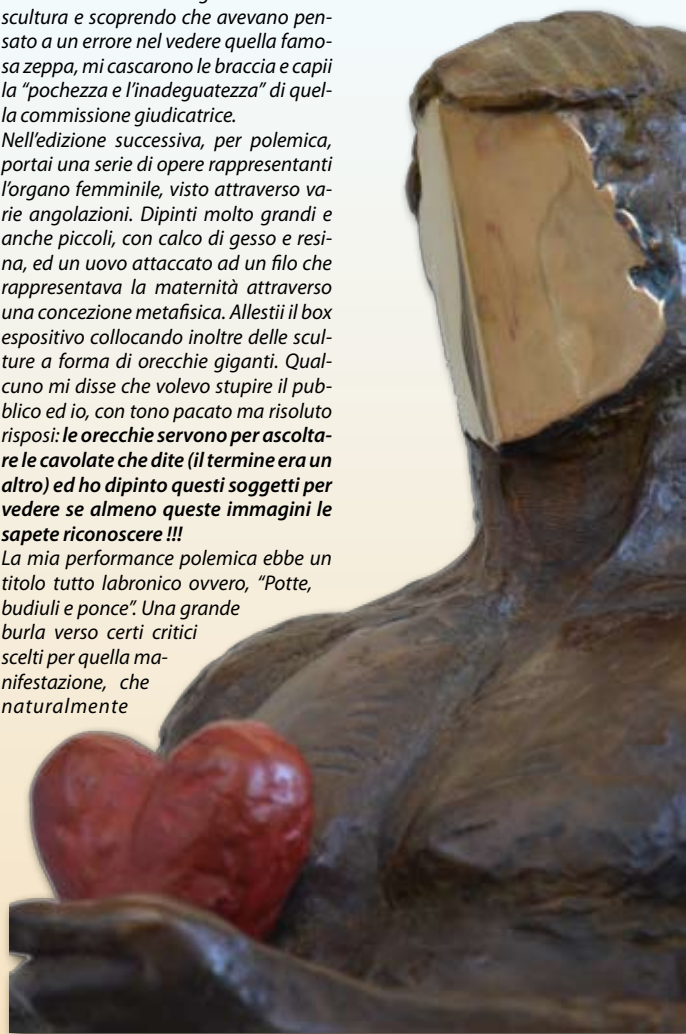 scultura e scoprendo che avevano pen-
sato a un errore nel vedere quella famo-
sa zeppa, mi cascarono le braccia e capii
la “pochezza e l’inadeguatezza” di quel-
la commissione giudicatrice.
Nell’edizione successiva, per polemica,
portai una serie di opere rappresentanti
l’organo femminile, visto attraverso va-
rie angolazioni. Dipinti molto grandi e
anche piccoli, con calco di gesso e resi-
na, ed un uovo attaccato ad un filo che
rappresentava la maternità attraverso
una concezione metafisica. Allestii il box
espositivo collocando inoltre delle scul-
ture a forma di orecchie giganti. Qual-
cuno mi disse che volevo stupire il pub-
blico ed io, con tono pacato ma risoluto
risposi: le orecchie servono per ascolta-
re le cavolate che dite (il termine era un
altro) ed ho dipinto questi soggetti per
vedere se almeno queste immagini le
sapete riconoscere !!!
La mia performance polemica ebbe un
titolo tutto labronico ovvero, “Potte,
budiuli e ponce”. Una grande
burla verso certi critici
scelti per quella ma-
nifestazione, che
naturalmente